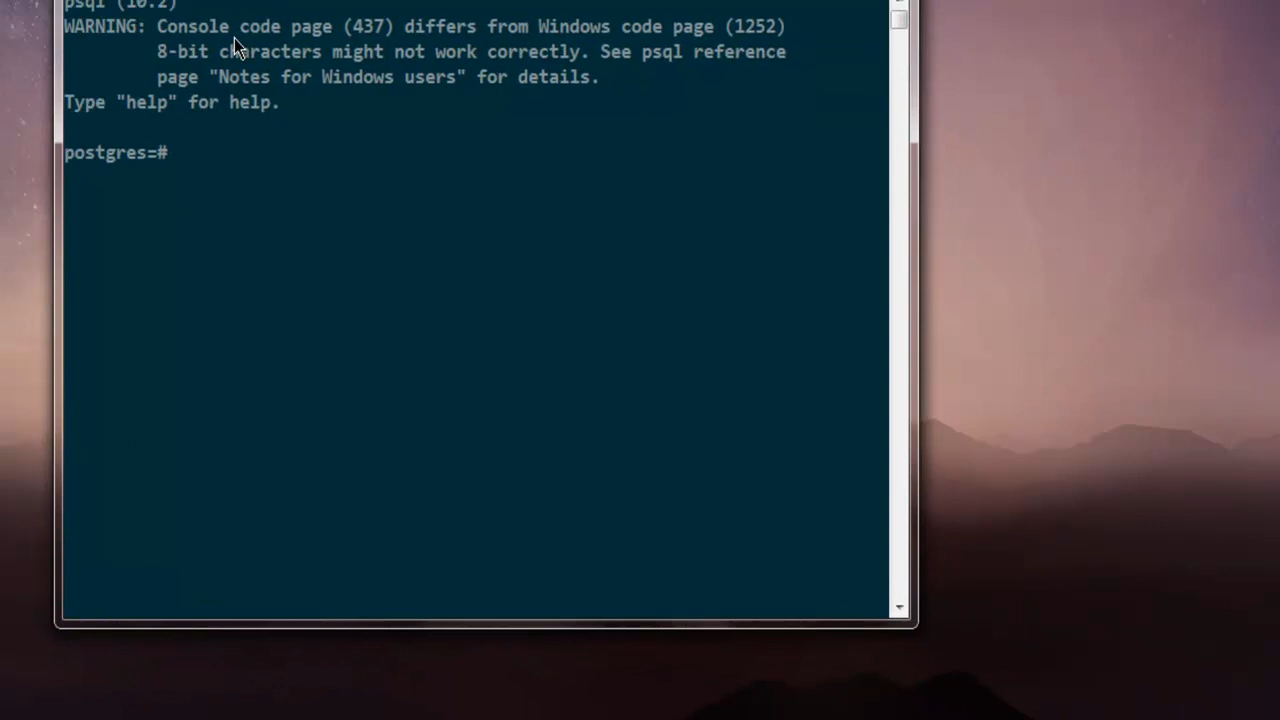 psql (10.2)
WARNING: Console code page (437) differs from Windows code page (1252)
8-bit characters might not work correctly. See psql reference
page "Notes for Windows users" for details.
Type "help" for help.
postgres=#